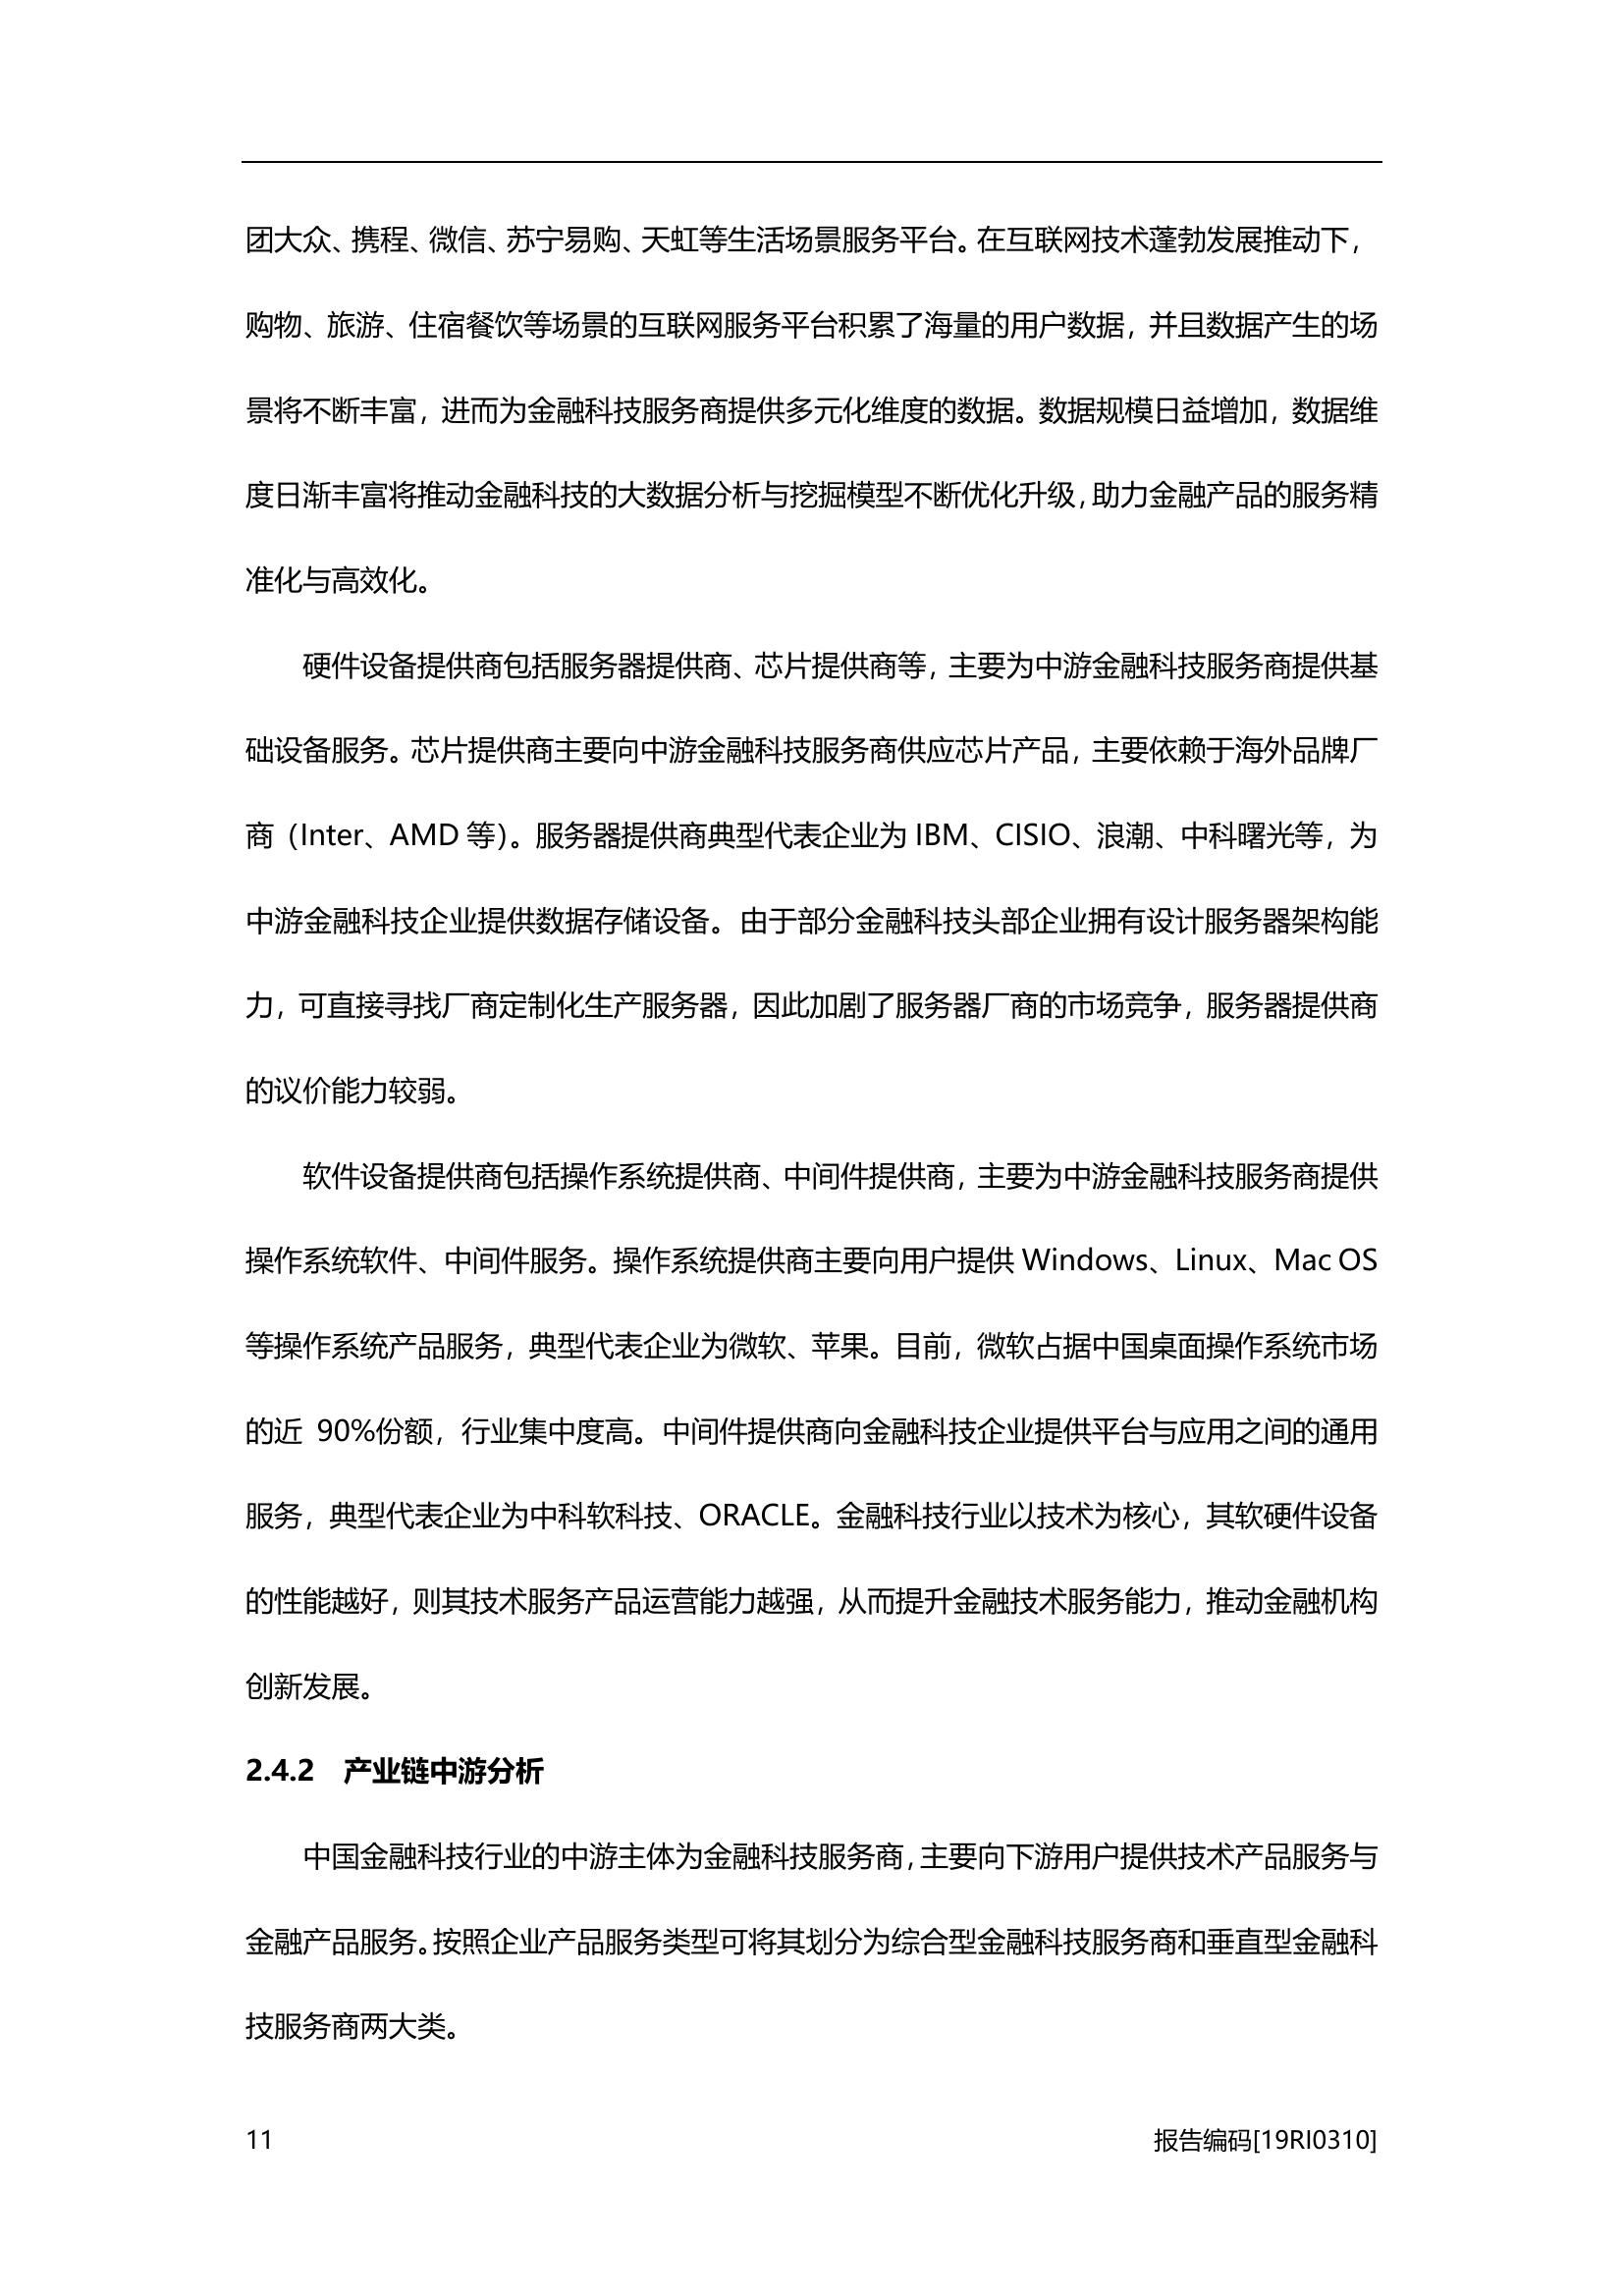 团大众、携程、微信、苏宁易购、天虹等生活场景服务平台。在互联网技术蓬勃发展推动下，
购物、旅游、住宿餐饮等场景的互联网服务平台积累了海量的用户数据，并且数据产生的场
景将不断丰富，进而为金融科技服务商提供多元化维度的数据。数据规模日益增加，数据维
度日渐丰富将推动金融科技的大数据分析与挖掘模型不断优化升级，助力金融产品的服务精
准化与高效化。
硬件设备提供商包括服务器提供商、芯片提供商等，主要为中游金融科技服务商提供基
础设备服务。芯片提供商主要向中游金融科技服务商供应芯片产品，主要依赖于海外品牌厂
商（Inter、AMD 等）。服务器提供商典型代表企业为 IBM、CISIO、浪潮、中科曙光等，为
中游金融科技企业提供数据存储设备。由于部分金融科技头部企业拥有设计服务器架构能
力，可直接寻找厂商定制化生产服务器，因此加剧了服务器厂商的市场竞争，服务器提供商
的议价能力较弱。
软件设备提供商包括操作系统提供商、中间件提供商，主要为中游金融科技服务商提供
操作系统软件、中间件服务。操作系统提供商主要向用户提供 Windows、Linux、Mac OS
等操作系统产品服务，典型代表企业为微软、苹果。目前，微软占据中国桌面操作系统市场
的近 90%份额，行业集中度高。中间件提供商向金融科技企业提供平台与应用之间的通用
服务，典型代表企业为中科软科技、ORACLE。金融科技行业以技术为核心，其软硬件设备
的性能越好，则其技术服务产品运营能力越强，从而提升金融技术服务能力，推动金融机构
创新发展。
2.4.2 产业链中游分析
中国金融科技行业的中游主体为金融科技服务商，主要向下游用户提供技术产品服务与
金融产品服务。按照企业产品服务类型可将其划分为综合型金融科技服务商和垂直型金融科
技服务商两大类。
11 报告编码[19RI0310]